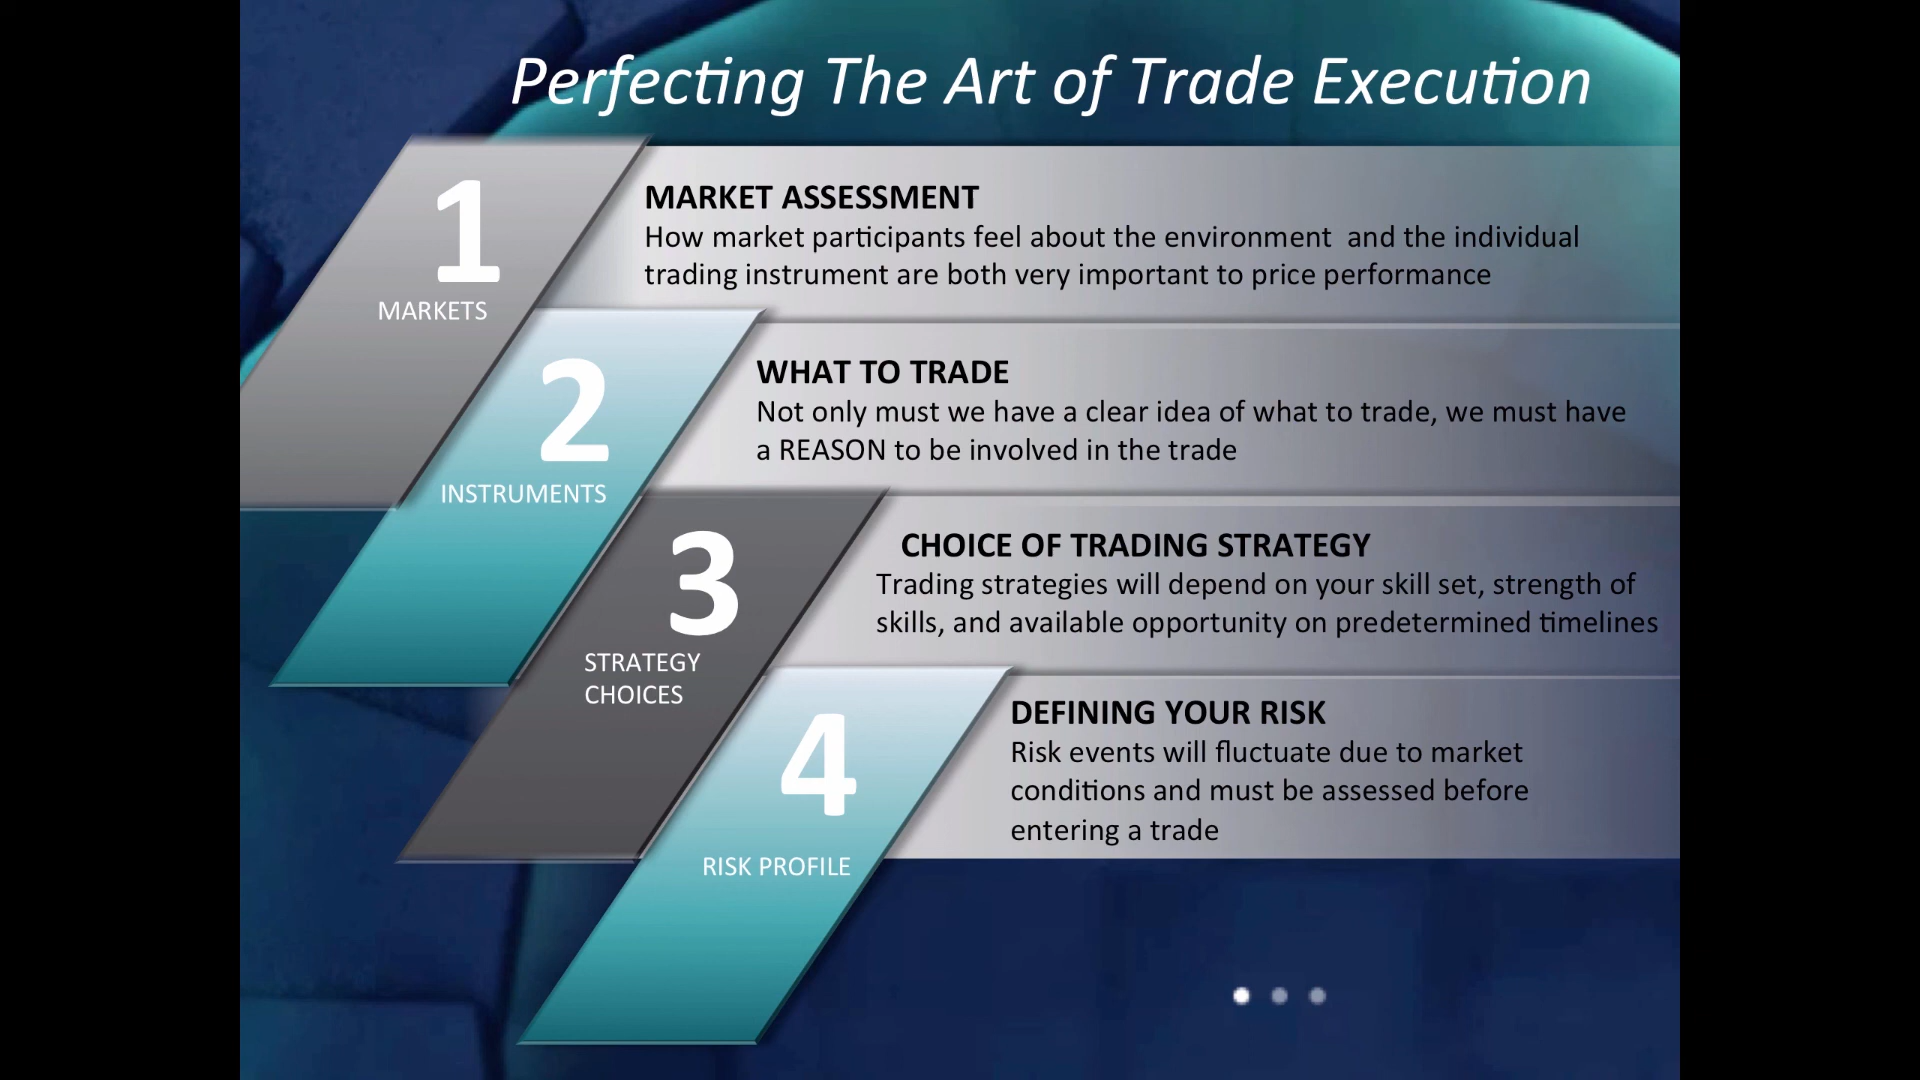 Perfecting The Art of Trade Execution
1
MARKETS
MARKET ASSESSMENT
How market participants feel about the environment  and the individual
trading instrument are both very important to price performance
2
INSTRUMENTS
WHAT TO TRADE
Not only must we have a clear idea of what to trade, we must have
a REASON to be involved in the trade
3
STRATEGY
CHOICES
CHOICE OF TRADING STRATEGY
Trading strategies will depend on your skill set, strength of
skills, and available opportunity on predetermined timelines
4
RISK PROFILE
DEFINING YOUR RISK
Risk events will fluctuate due to market
conditions and must be assessed before
entering a trade